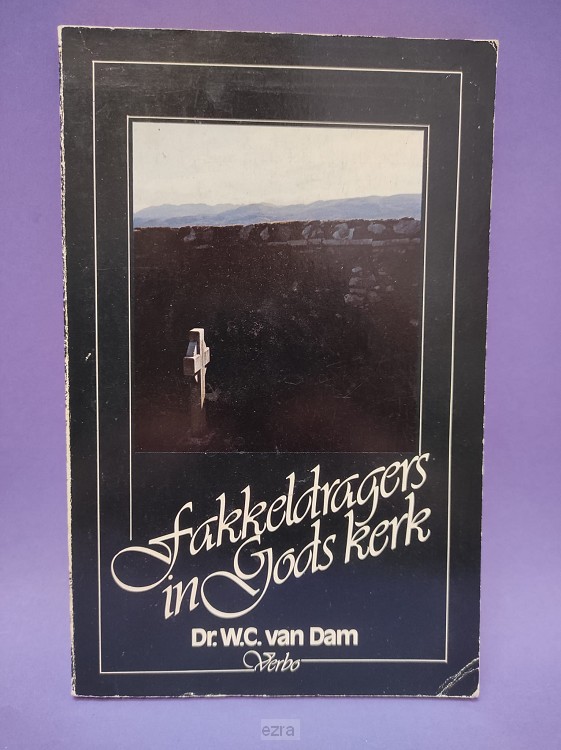 Fakkeldragers
in Gods kerk
Dr. W.C. van Dam
Verbo
ezra